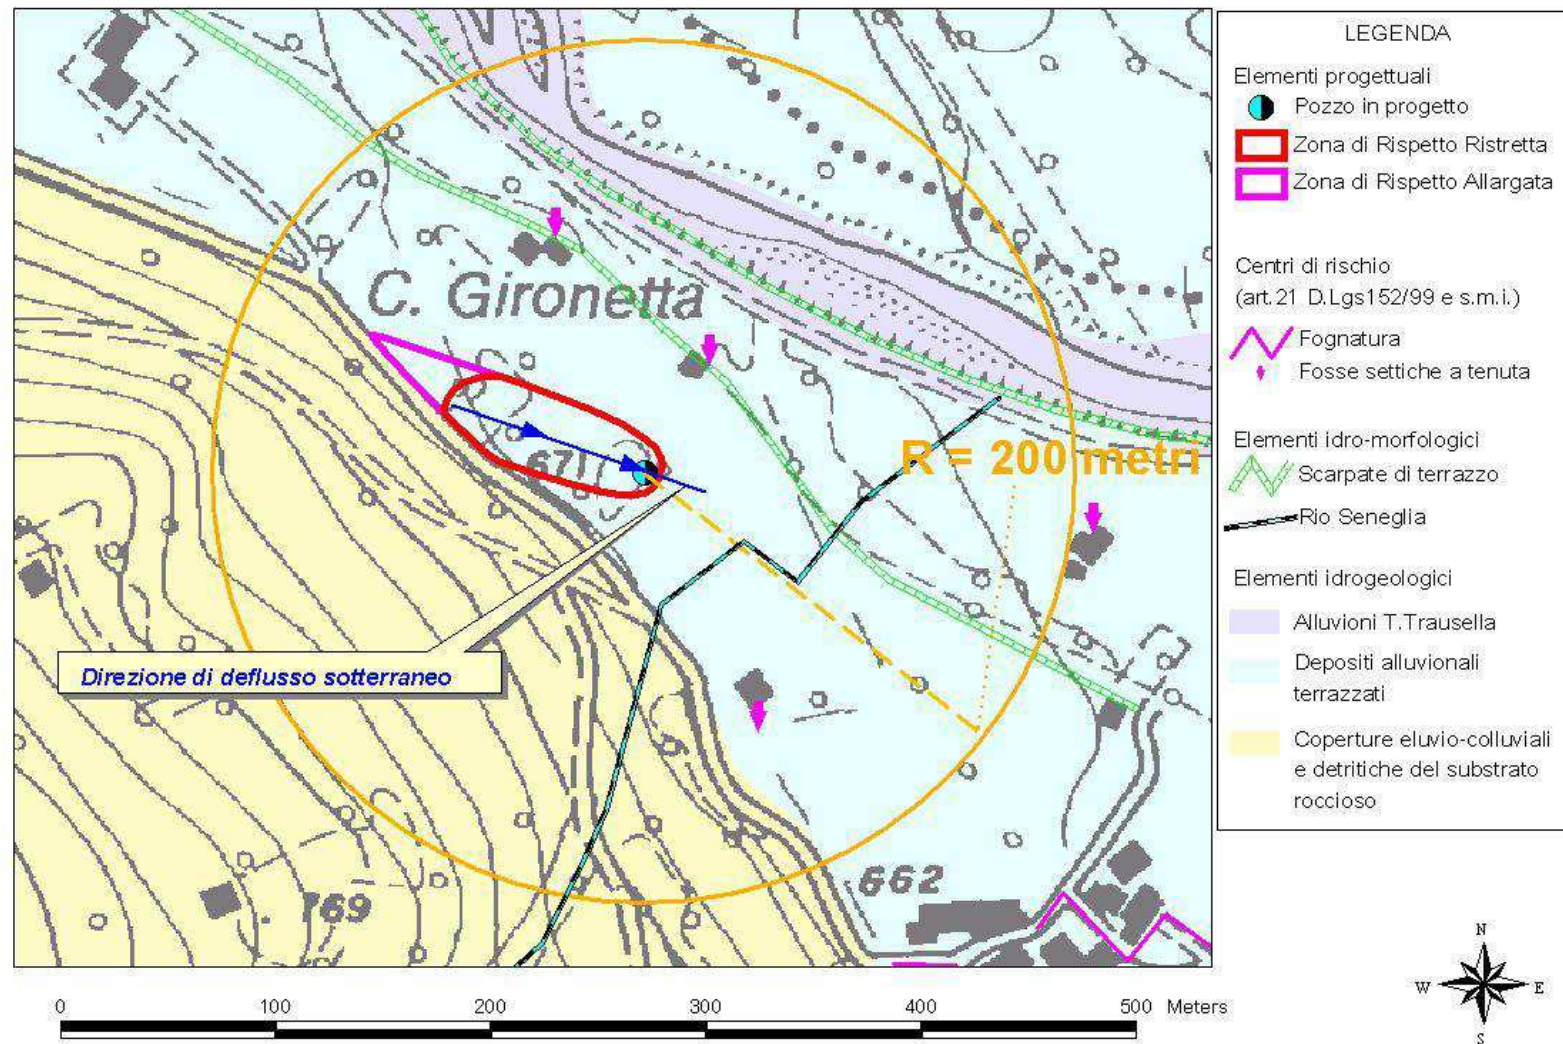 C. Gironetta
R = 200 metri
671
Direzione di deflusso sotterraneo
662
769
LEGENDA
Elementi progettuali
Pozzo in progetto
Zona di Rispetto Ristretta
Zona di Rispetto Allargata
Centri di rischio
(art.21 D.Lgs152/99 e s.m.i.)
Fognatura
Fosse settiche a tenuta
Elementi idro-morfologici
Scarpate di terrazzo
Rio Seneglia
Elementi idrogeologici
Alluvioni T.Trausella
Depositi alluvionali
terrazzati
Coperture eluvio-colluviali
e detritiche del substrato
roccioso
N
W E
S
0 100 200 300 400 500 Meters